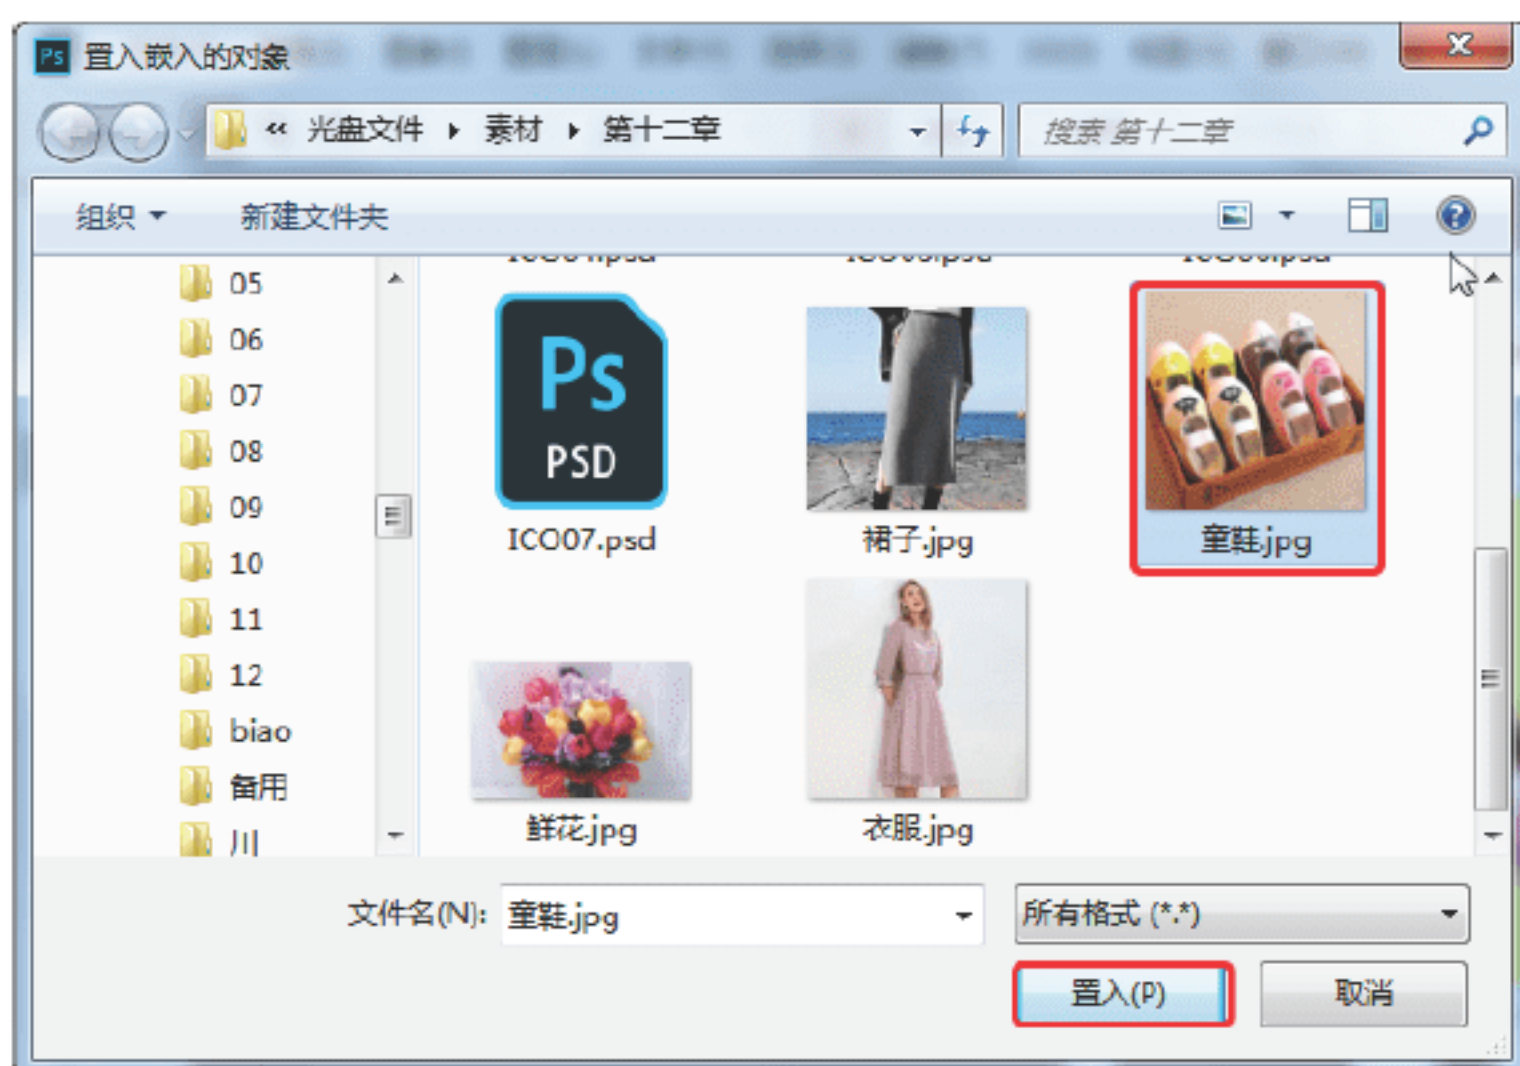 Ps 置入嵌入的对象
« 光盘文件 ▸ 素材 ▸ 第十二章
搜索 第十二章
组织 新建文件夹
05
06
07
08
09
10
11
12
biao
备用
川
Ps
PSD
ICO07.psd
裙子.jpg
童鞋.jpg
鲜花.jpg
衣服.jpg
文件名(N): 童鞋.jpg
所有格式 (*.*)
置入(P)
取消